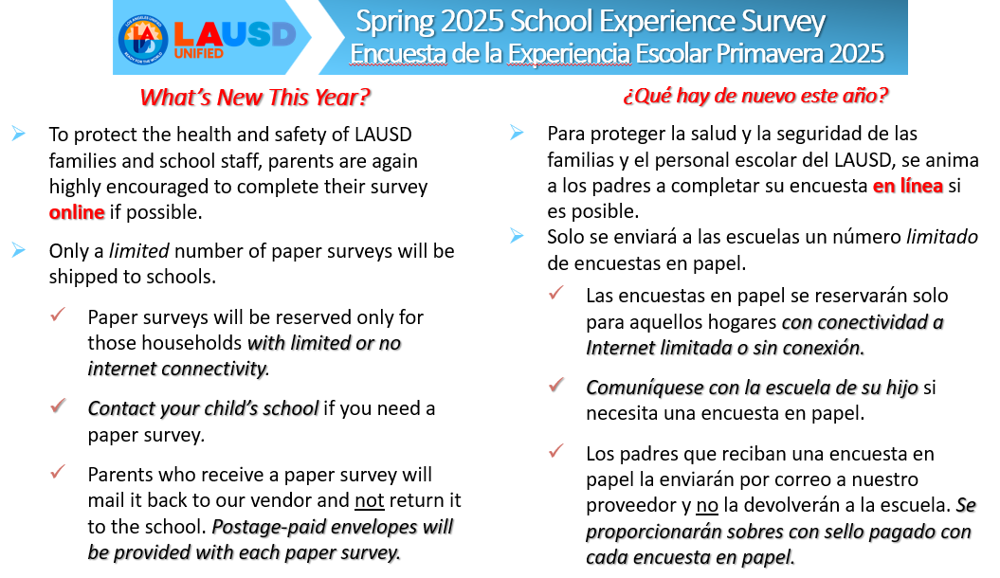 LOS ANGELES UNIFIED
LA
READY FOR THE WORLD
LAUSD
UNIFIED
Spring 2025 School Experience Survey
Encuesta de la Experiencia Escolar Primavera 2025
What's New This Year?
To protect the health and safety of LAUSD
families and school staff, parents are again
highly encouraged to complete their survey
online if possible.
Only a limited number of paper surveys will be
shipped to schools.
Paper surveys will be reserved only for
those households with limited or no
internet connectivity.
Contact your child's school if you need a
paper survey.
Parents who receive a paper survey will
mail it back to our vendor and not return it
to the school. Postage-paid envelopes will
be provided with each paper survey.
¿Qué hay de nuevo este año?
Para proteger la salud y la seguridad de las
familias y el personal escolar del LAUSD, se anima
a los padres a completar su encuesta en línea si
es posible.
Solo se enviará a las escuelas un número limitado
de encuestas en papel.
Las encuestas en papel se reservarán solo
para aquellos hogares con conectividad a
Internet limitada o sin conexión.
Comuníquese con la escuela de su hijo si
necesita una encuesta en papel.
Los padres que reciban una encuesta en
papel la enviarán por correo a nuestro
proveedor y no la devolverán a la escuela. Se
proporcionarán sobres con sello pagado con
cada encuesta en papel.